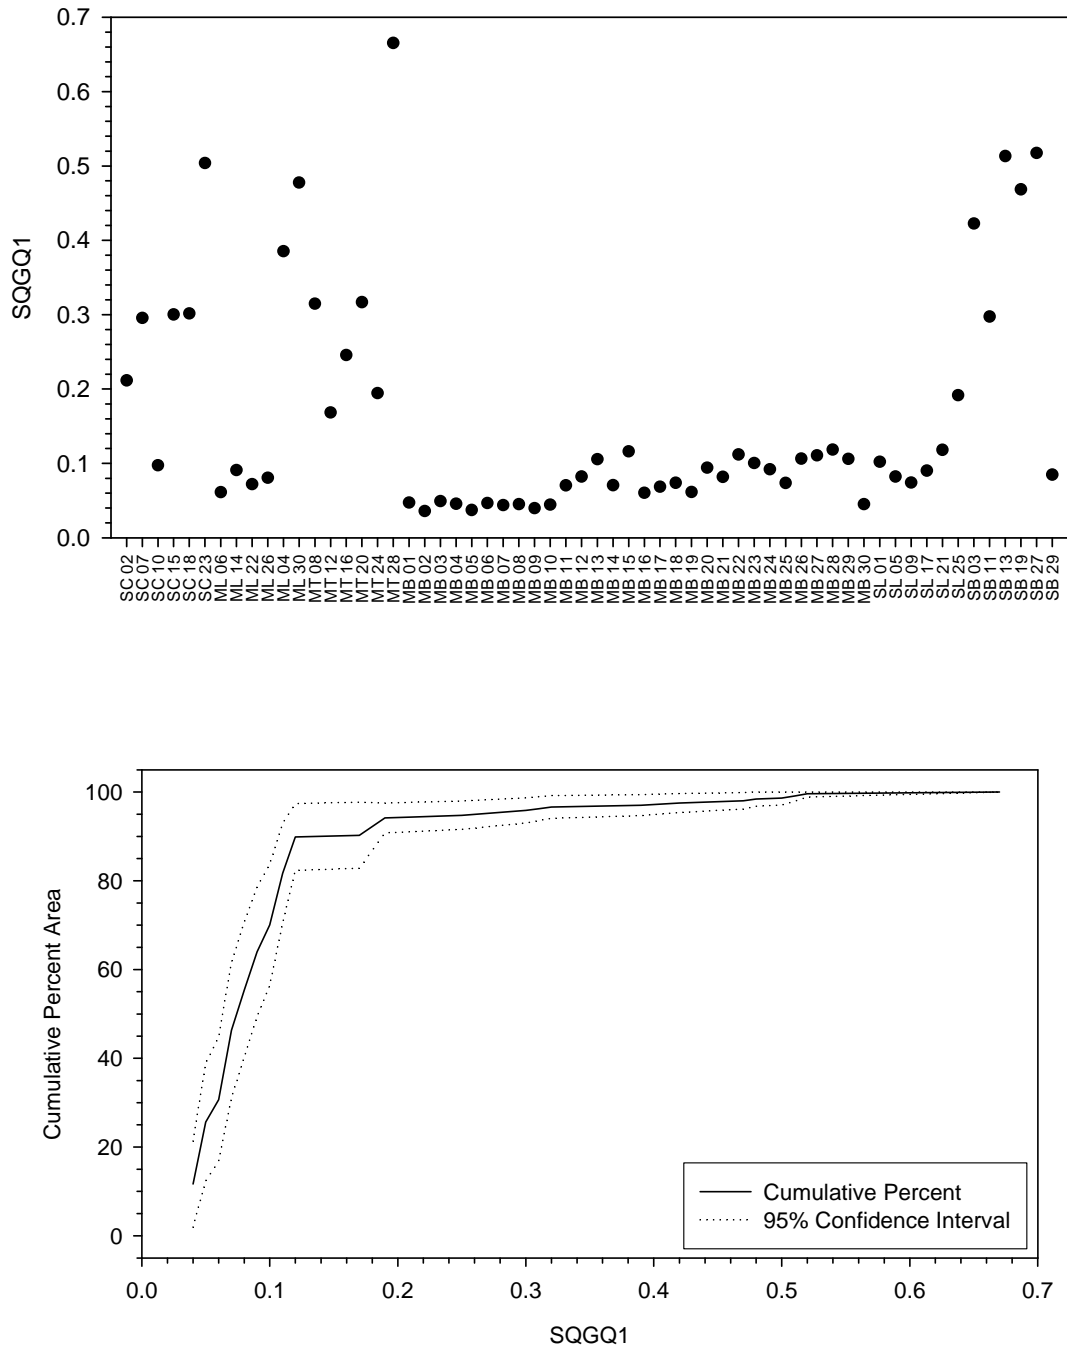 0.7
0.6
0.5
0.4
0.3
0.2
0.1
0.0
SQGQ1
SC 02
SC 07
SC 10
SC 15
SC 18
SC 23
ML 06
ML 14
ML 22
ML 26
ML 04
ML 30
MT 08
MT 12
MT 16
MT 20
MT 24
MT 28
MB 01
MB 02
MB 03
MB 04
MB 05
MB 06
MB 07
MB 08
MB 09
MB 10
MB 11
MB 12
MB 13
MB 14
MB 15
MB 16
MB 17
MB 18
MB 19
MB 20
MB 21
MB 22
MB 23
MB 24
MB 25
MB 26
MB 27
MB 28
MB 29
MB 30
SL 01
SL 05
SL 09
SL 17
SL 21
SL 25
SB 03
SB 11
SB 13
SB 19
SB 27
SB 29
100
80
60
40
20
0
Cumulative Percent Area
Cumulative Percent
95% Confidence Interval
0.0 0.1 0.2 0.3 0.4 0.5 0.6 0.7
SQGQ1